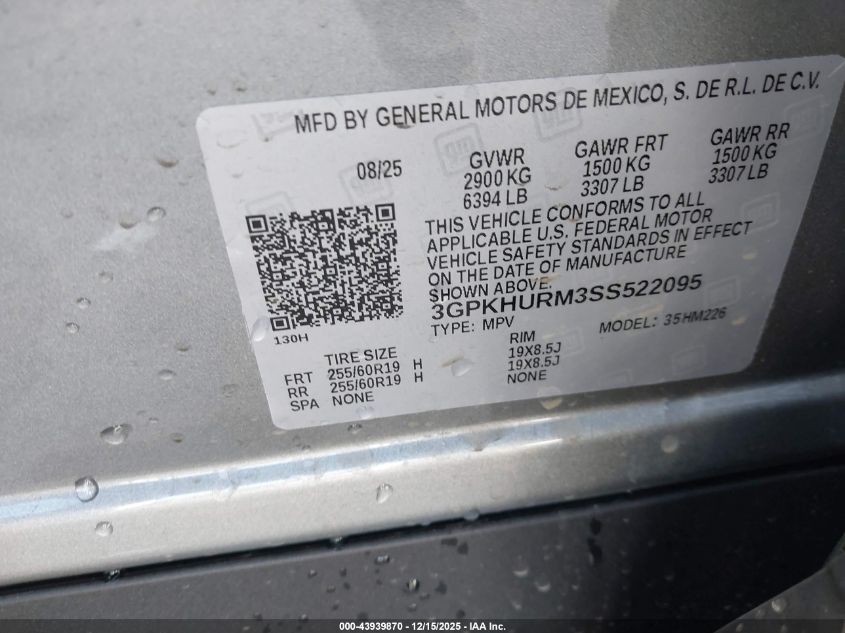 MFD BY GENERAL MOTORS DE MEXICO, S. DE R.L. DE C.V.
08/25
GVWR
2900 KG
6394 LB
GAWR FRT
1500 KG
3307 LB
GAWR RR
1500 KG
3307 LB
THIS VEHICLE CONFORMS TO ALL
APPLICABLE U.S. FEDERAL MOTOR
VEHICLE SAFETY STANDARDS IN EFFECT
ON THE DATE OF MANUFACTURE
SHOWN ABOVE.
3GPKHURM3SS522095
TYPE: MPV
MODEL: 35HM226
130H
TIRE SIZE
RIM
FRT 255/60R19 H 19X8.5J
RR 255/60R19 H 19X8.5J
SPA NONE NONE
000-43939870 - 12/15/2025 - IAA Inc.